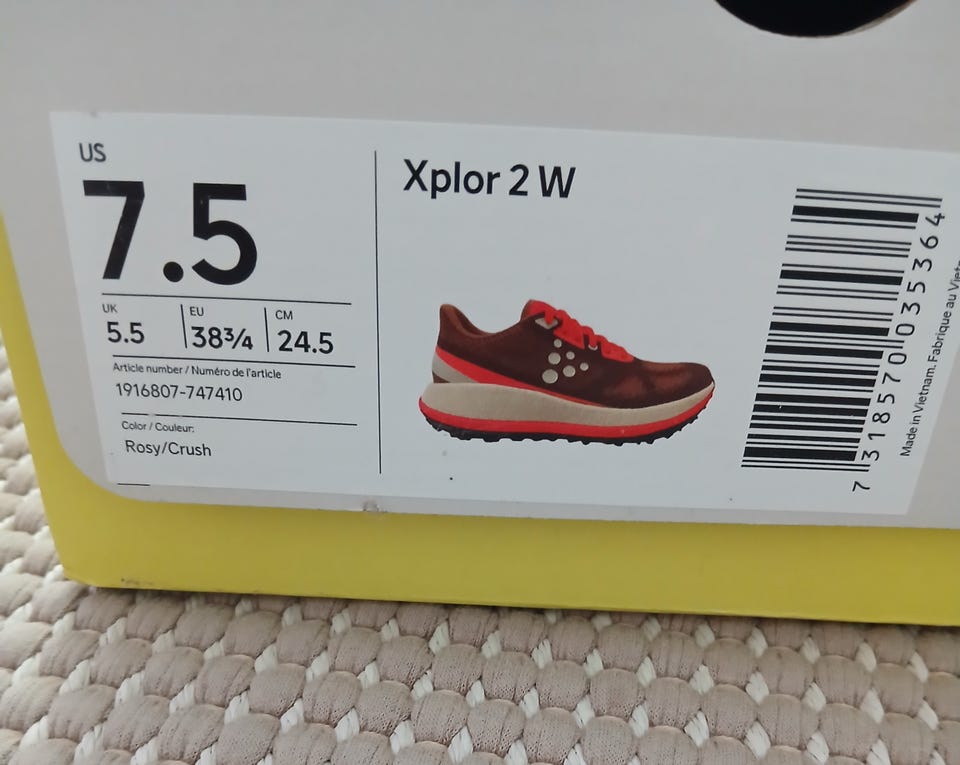 US
7.5
UK EU CM
5.5 38¾ 24.5
Article number / Numéro de l'article
1916807-747410
Color / Couleur:
Rosy/Crush
Xplor 2 W
7 318570 035364
Made in Vietnam. Fabriqué au